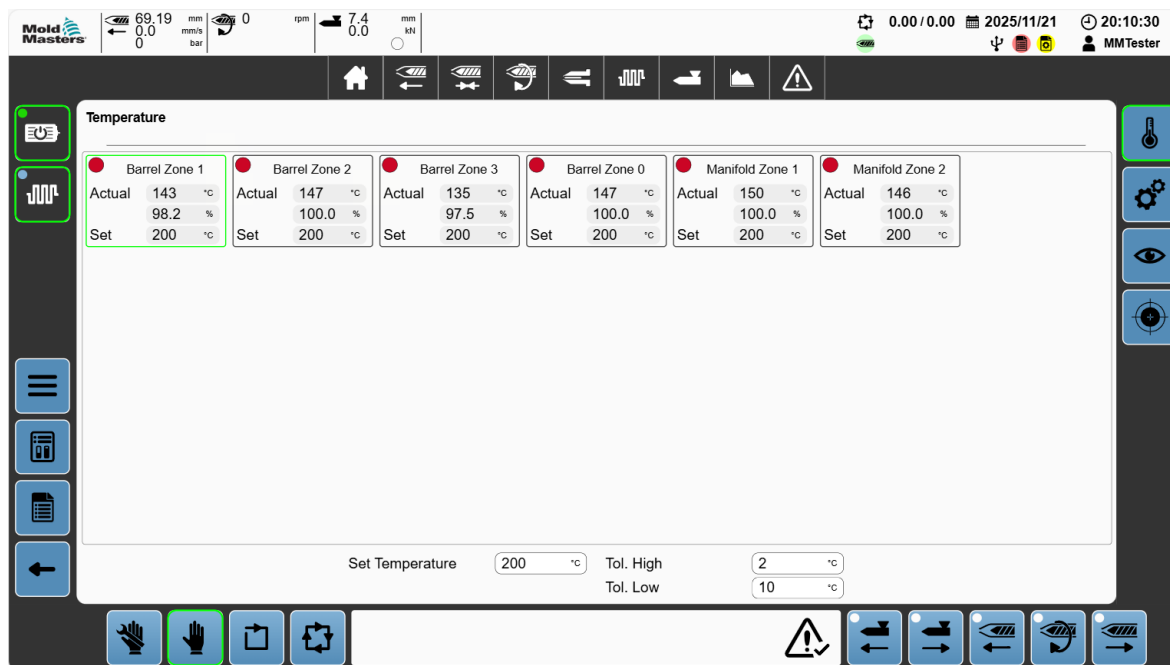 Mold Masters
69.19 mm
0.0 mm/s
0 bar
0 rpm
7.4 mm
0.0 kN
0.00 / 0.00
2025/11/21
20:10:30
MMTester
Temperature
Barrel Zone 1
Actual 143 °C
98.2 %
Set 200 °C
Barrel Zone 2
Actual 147 °C
100.0 %
Set 200 °C
Barrel Zone 3
Actual 135 °C
97.5 %
Set 200 °C
Barrel Zone 0
Actual 147 °C
100.0 %
Set 200 °C
Manifold Zone 1
Actual 150 °C
100.0 %
Set 200 °C
Manifold Zone 2
Actual 146 °C
100.0 %
Set 200 °C
Set Temperature 200 °C
Tol. High 2 °C
Tol. Low 10 °C